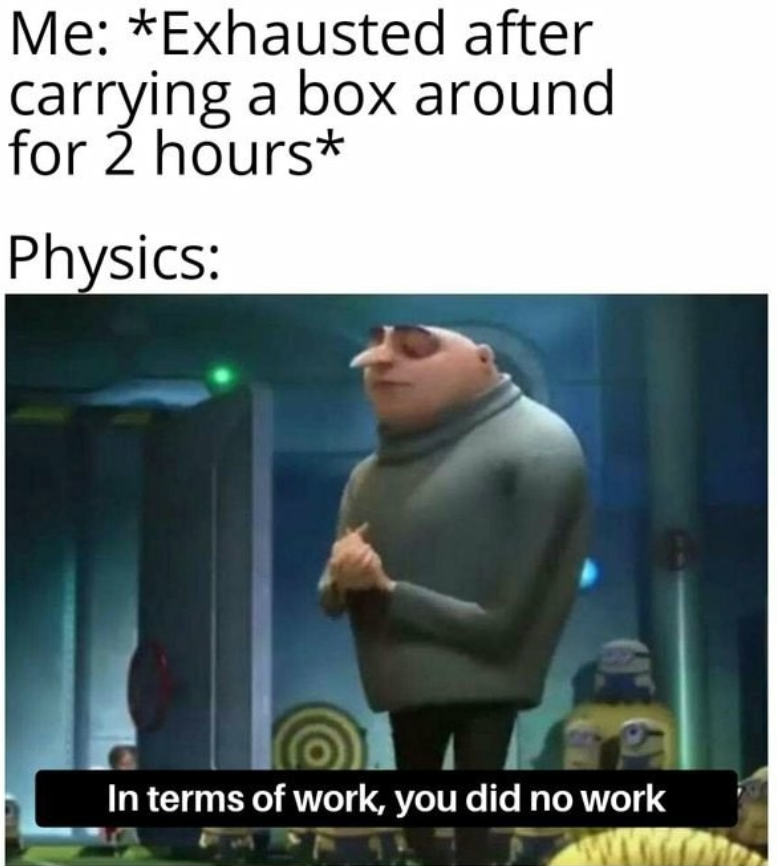 Me: *Exhausted after
carrying a box around
for 2 hours*
Physics:
In terms of work, you did no work